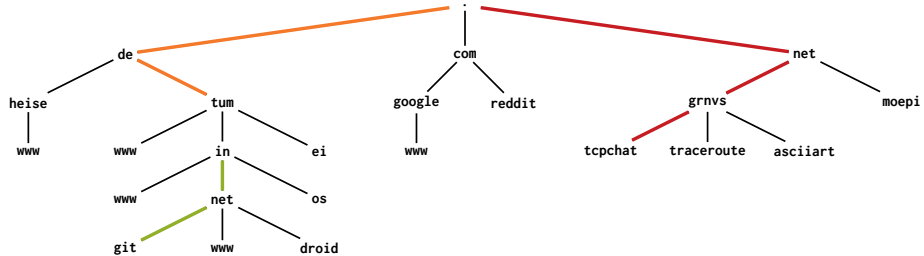 .
de com net
heise tum google reddit grnvs moepi
www www in ei www tcpchat traceroute asciiart
www net os
git www droid